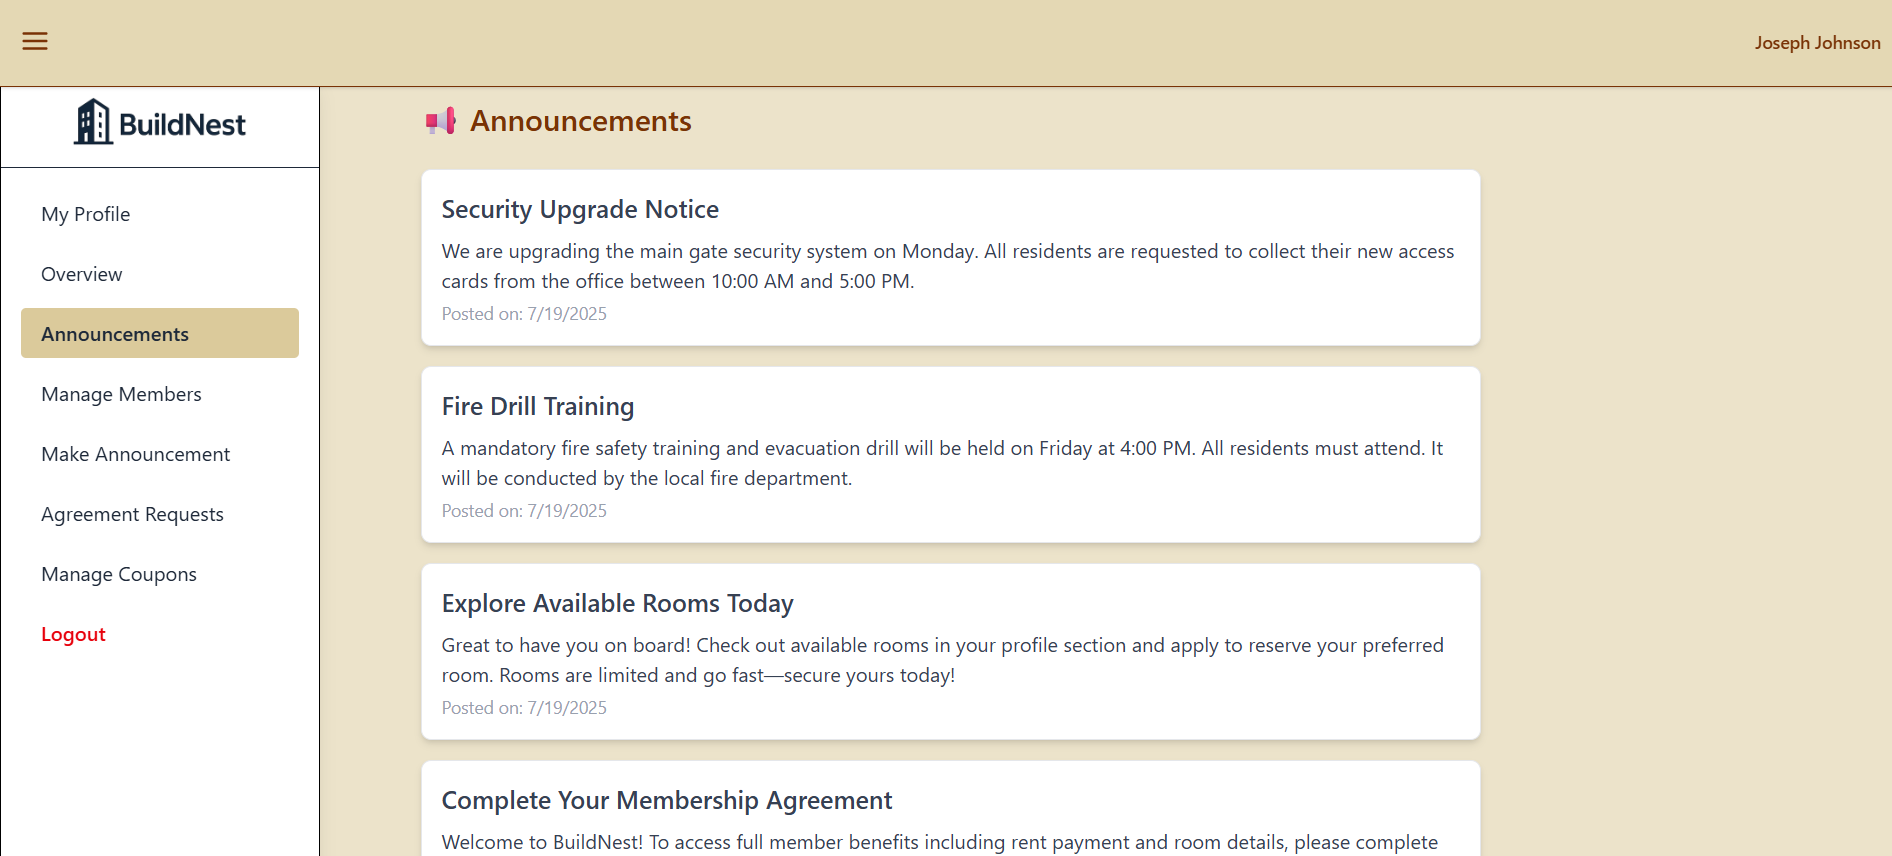 Joseph Johnson
BuildNest
My Profile
Overview
Announcements
Manage Members
Make Announcement
Agreement Requests
Manage Coupons
Logout
Announcements
Security Upgrade Notice
We are upgrading the main gate security system on Monday. All residents are requested to collect their new access
cards from the office between 10:00 AM and 5:00 PM.
Posted on: 7/19/2025
Fire Drill Training
A mandatory fire safety training and evacuation drill will be held on Friday at 4:00 PM. All residents must attend. It
will be conducted by the local fire department.
Posted on: 7/19/2025
Explore Available Rooms Today
Great to have you on board! Check out available rooms in your profile section and apply to reserve your preferred
room. Rooms are limited and go fast—secure yours today!
Posted on: 7/19/2025
Complete Your Membership Agreement
Welcome to BuildNest! To access full member benefits including rent payment and room details, please complete